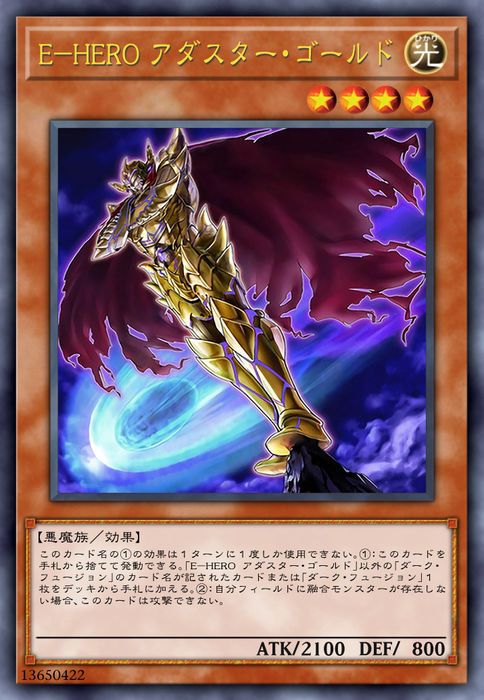 E-HERO アダスター・ゴールド
光
ひかり
【悪魔族／効果】
このカード名の①の効果は１ターンに１度しか使用できない。①：このカードを
手札から捨てて発動できる。「E-HERO アダスター・ゴールド」以外の「ダーク・
フュージョン」のカード名が記されたカードまたは「ダーク・フュージョン」１
枚をデッキから手札に加える。②：自分フィールドに融合モンスターが存在しな
い場合、このカードは攻撃できない。
ATK/2100 DEF/ 800
13650422